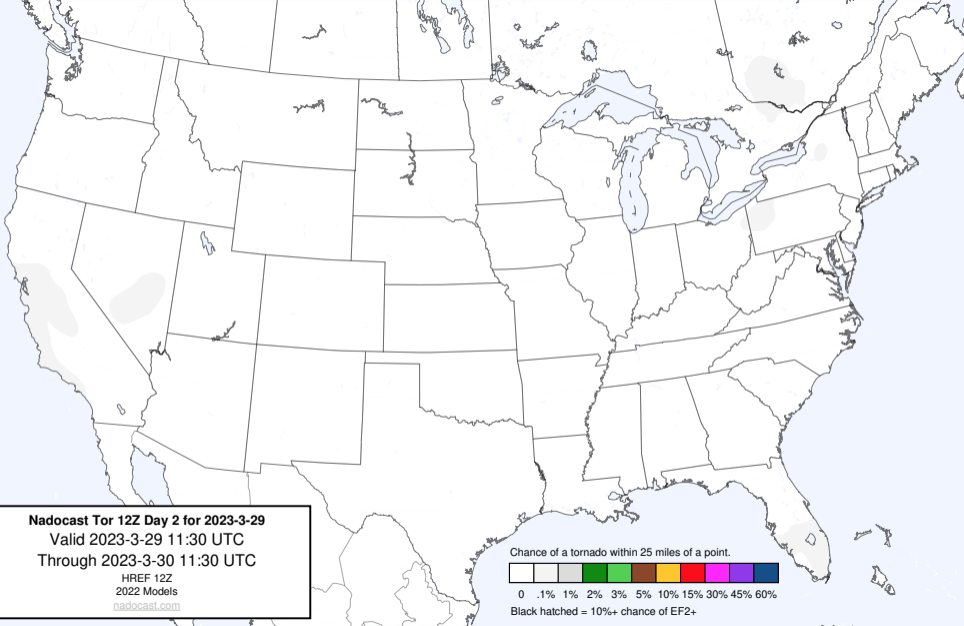 Nadocast Tor 12Z Day 2 for 2023-3-29
Valid 2023-3-29 11:30 UTC
Through 2023-3-30 11:30 UTC
HREF 12Z
2022 Models
nadocast.com
Chance of a tornado within 25 miles of a point.
0 .1% 1% 2% 3% 5% 10% 15% 30% 45% 60%
Black hatched = 10%+ chance of EF2+